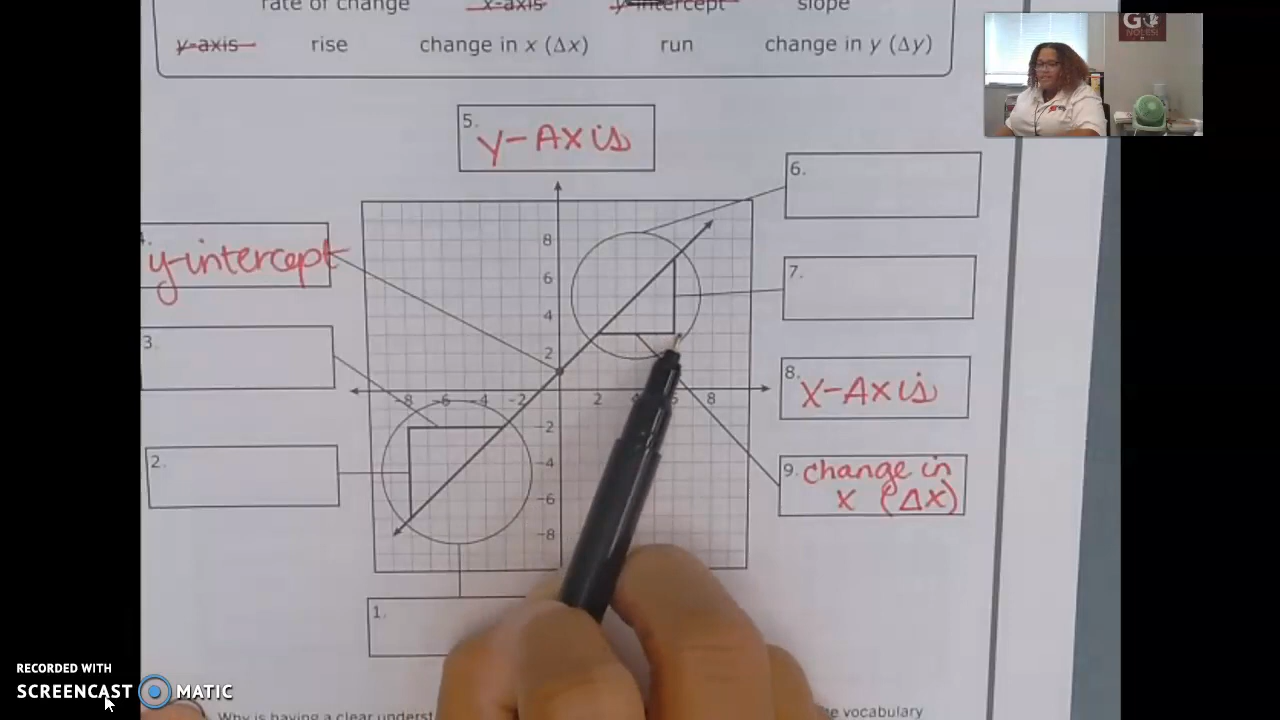 rate of change x-axis y-intercept slope
y-axis rise change in x (Δx) run change in y (Δy)
GO
NOLES!
5. y-Axis
6.
7.
y-intercept
3.
8. X-Axis
2.
9. change in
x (Δx)
1.
8
6
4
2
-8 -6 -4 -2 2 4 8
-2
-4
-6
-8
RECORDED WITH
SCREENCAST MATIC
Why is having a clear underst
e vocabulary